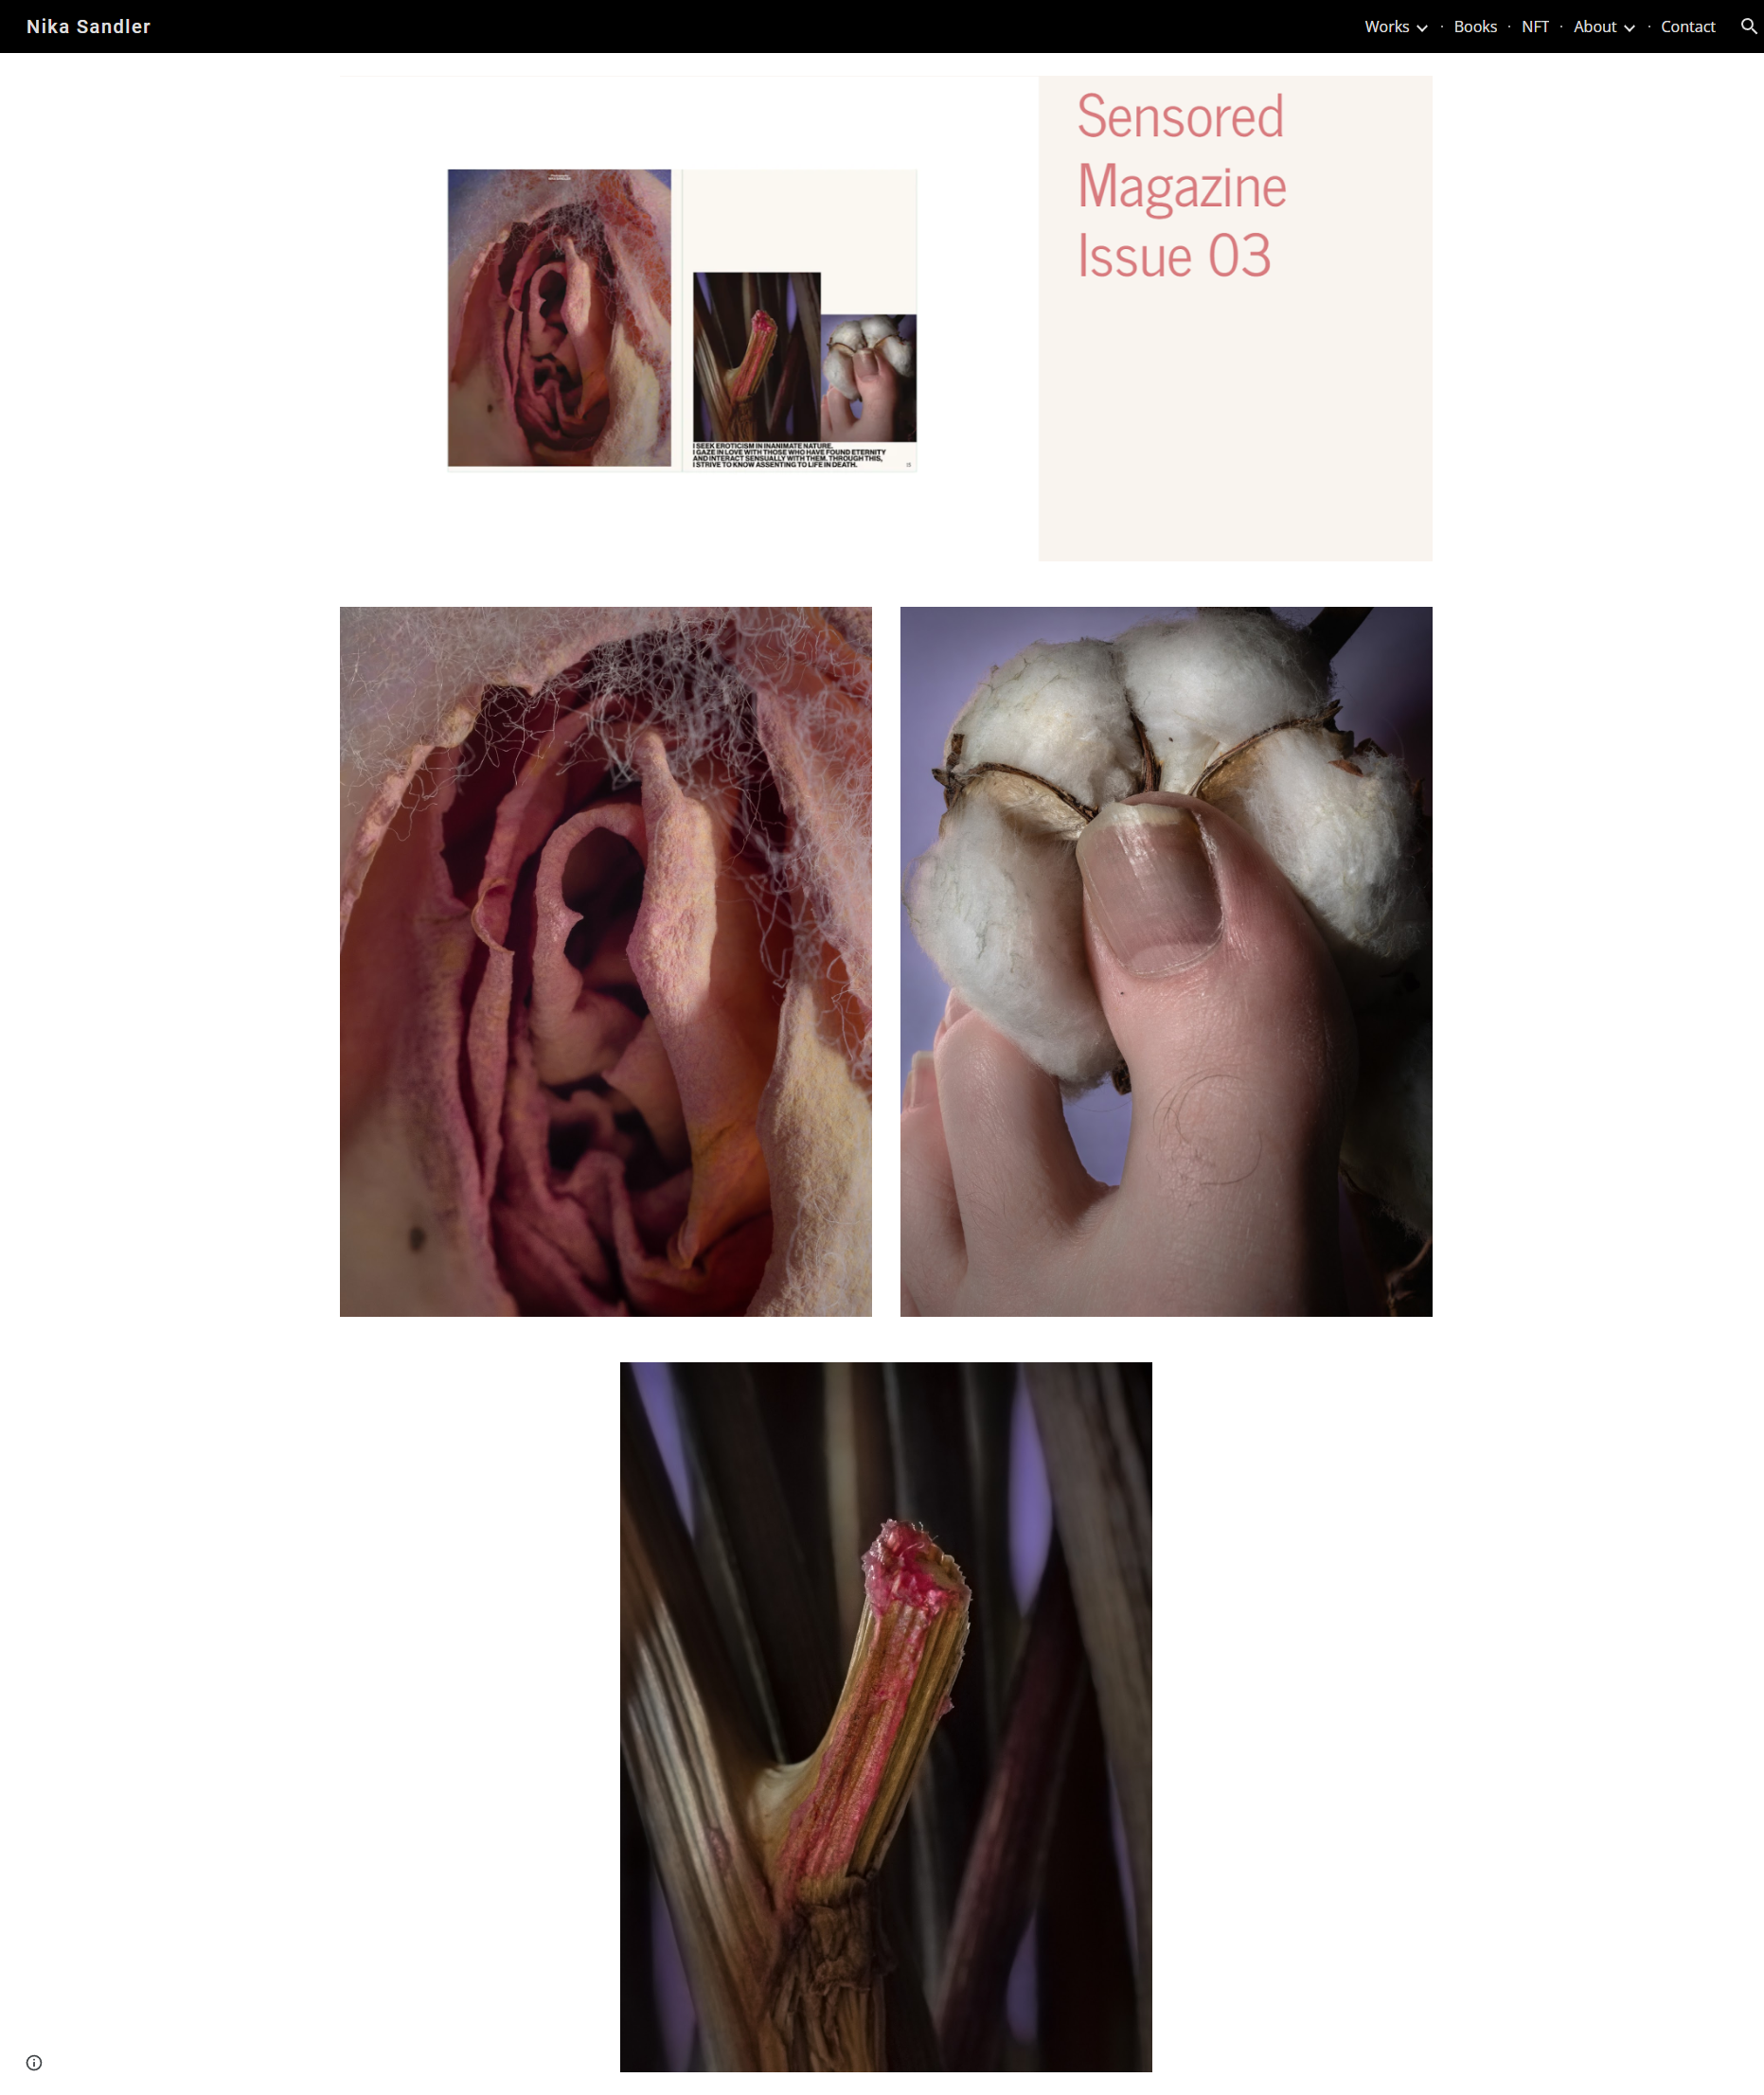 Nika Sandler
Works · Books · NFT · About · Contact
Sensored
Magazine
Issue 03
I SEEK EROTICISM IN INANIMATE NATURE.
I GAZE IN LOVE WITH THOSE WHO HAVE FOUND ETERNITY
AND INTERACT SENSUALLY WITH THEM. THROUGH THIS,
I STRIVE TO KNOW ASSENTING TO LIFE IN DEATH.